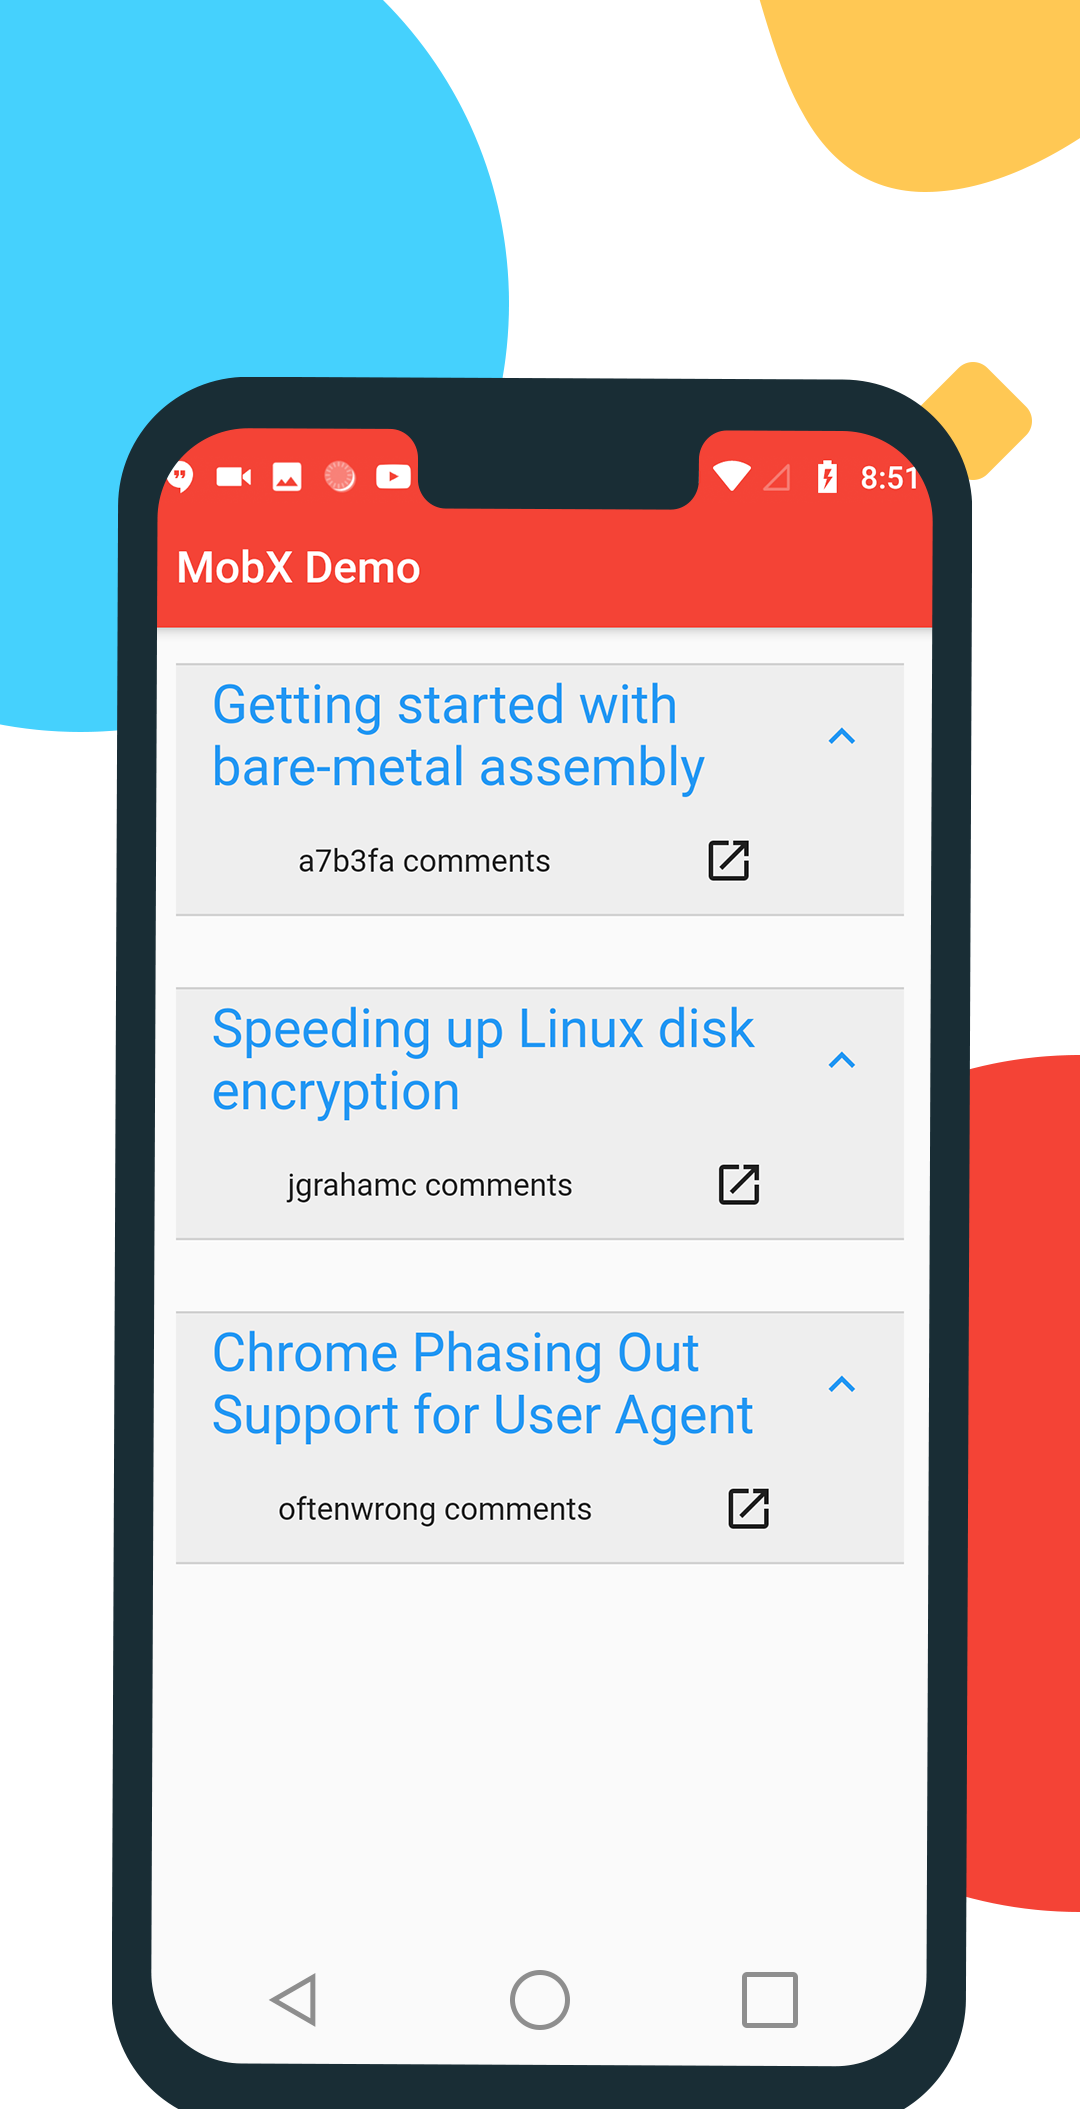 8:51
MobX Demo
Getting started with
bare-metal assembly
a7b3fa comments
Speeding up Linux disk
encryption
jgrahamc comments
Chrome Phasing Out
Support for User Agent
oftenwrong comments